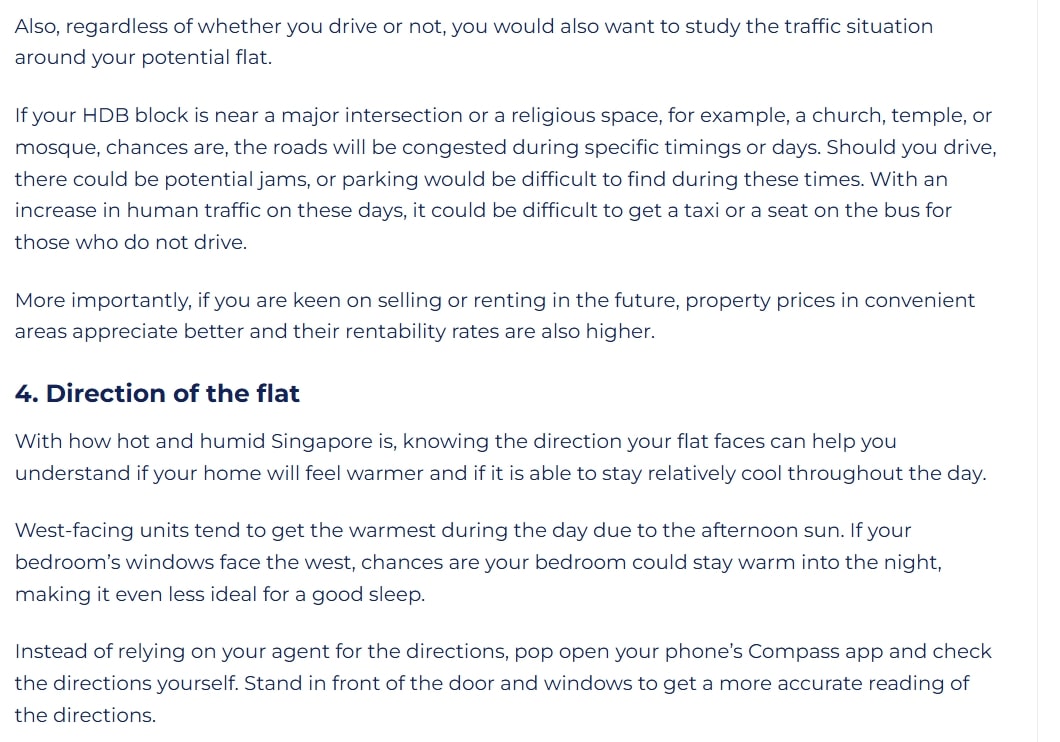 Also, regardless of whether you drive or not, you would also want to study the traffic situation
around your potential flat.
If your HDB block is near a major intersection or a religious space, for example, a church, temple, or
mosque, chances are, the roads will be congested during specific timings or days. Should you drive,
there could be potential jams, or parking would be difficult to find during these times. With an
increase in human traffic on these days, it could be difficult to get a taxi or a seat on the bus for
those who do not drive.
More importantly, if you are keen on selling or renting in the future, property prices in convenient
areas appreciate better and their rentability rates are also higher.
4. Direction of the flat
With how hot and humid Singapore is, knowing the direction your flat faces can help you
understand if your home will feel warmer and if it is able to stay relatively cool throughout the day.
West-facing units tend to get the warmest during the day due to the afternoon sun. If your
bedroom’s windows face the west, chances are your bedroom could stay warm into the night,
making it even less ideal for a good sleep.
Instead of relying on your agent for the directions, pop open your phone’s Compass app and check
the directions yourself. Stand in front of the door and windows to get a more accurate reading of
the directions.